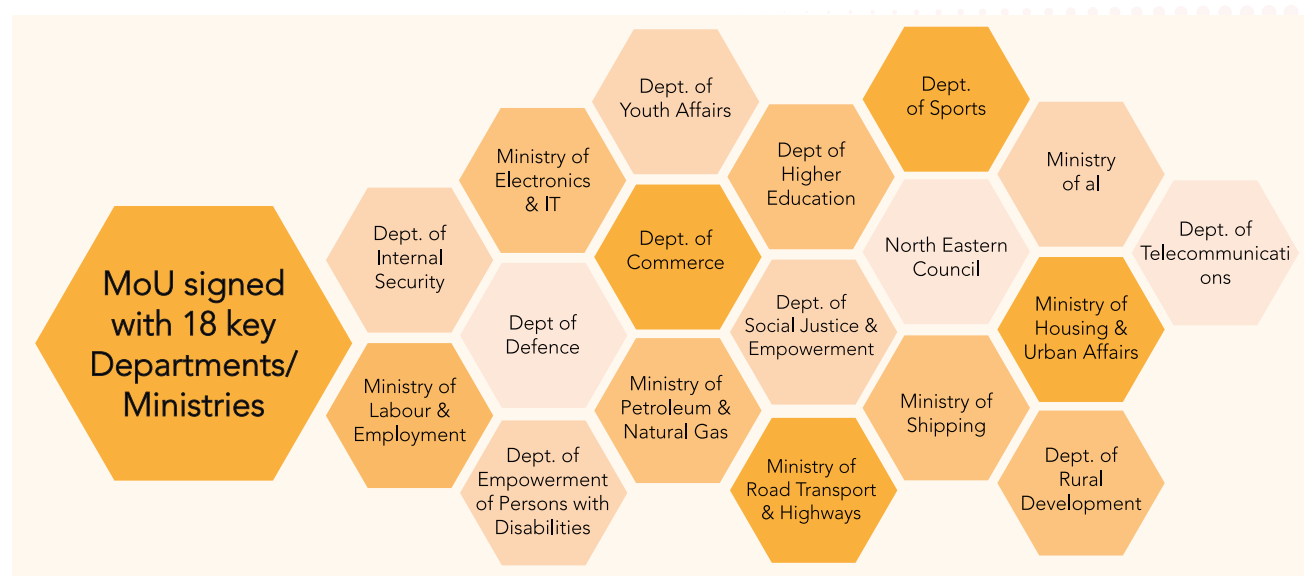 MoU signed
with 18 key
Departments/
Ministries
Dept. of
Internal
Security
Ministry of
Labour &
Employment
Ministry of
Electronics
& IT
Dept of
Defence
Dept. of
Empowerment
of Persons with
Disabilities
Dept. of
Youth Affairs
Dept. of
Commerce
Ministry of
Petroleum &
Natural Gas
Dept of
Higher
Education
Dept. of
Social Justice &
Empowerment
Ministry of
Road Transport
& Highways
Dept.
of Sports
North Eastern
Council
Ministry of
Shipping
Ministry
of al
Ministry of
Housing &
Urban Affairs
Dept. of
Rural
Development
Dept. of
Telecommunicati
ons